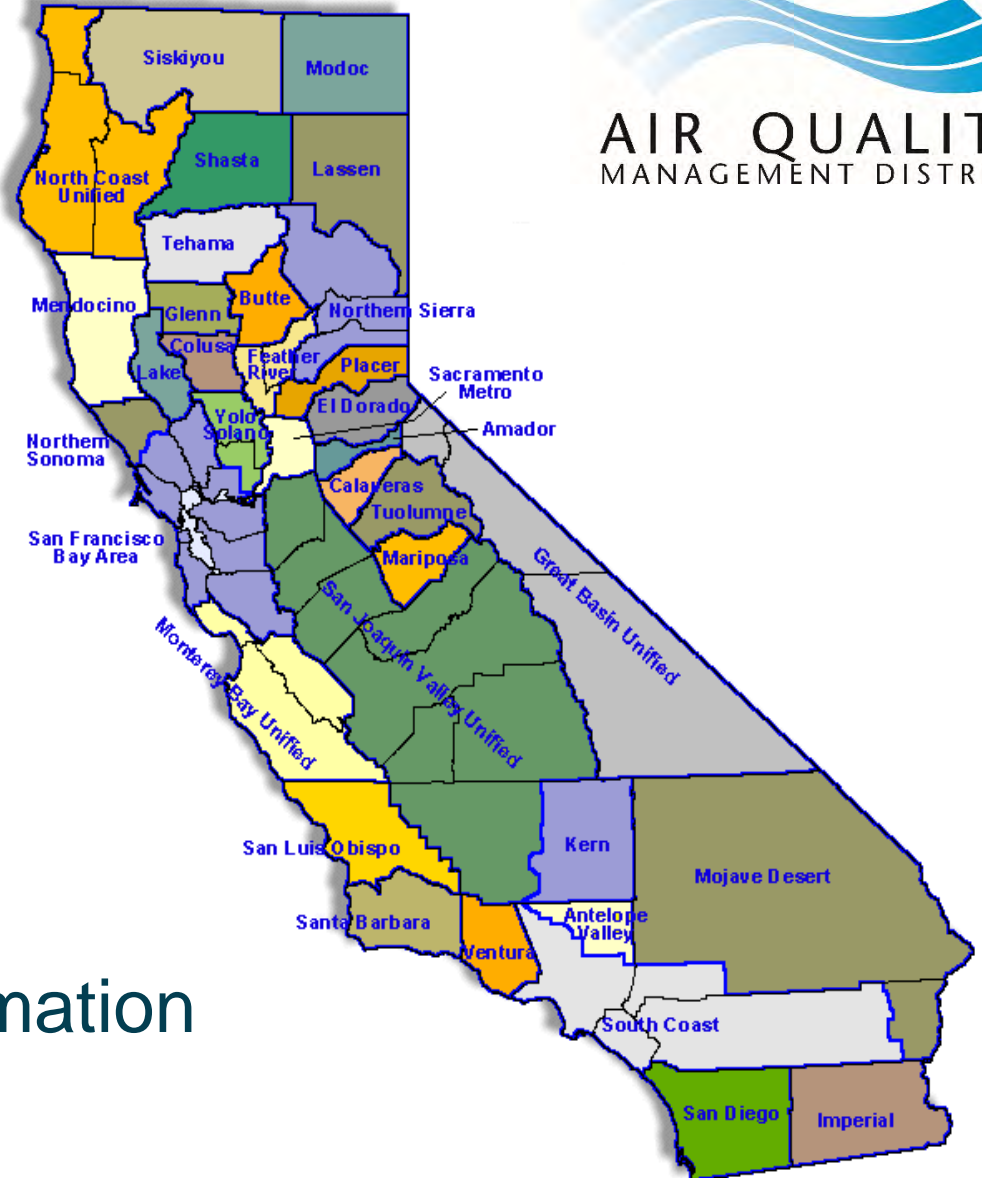 AIR QUALIT
MANAGEMENT DISTR
Siskiyou
Modoc
North Coast
Unified
Shasta
Lassen
Tehama
Mendocino
Glenn
Butte
Northern Sierra
Colusa
Lake
Feather
River
Placer
Sacramento
Metro
El Dorado
Yolo
Solano
Amador
Northern
Sonoma
Calaveras
Tuolumne
San Francisco
Bay Area
Mariposa
Great Basin Unified
San Joaquin Valley Unified
Monterey Bay Unified
San Luis Obispo
Kern
Mojave Desert
Santa Barbara
Antelope
Valley
Ventura
mation
South Coast
San Diego
Imperial